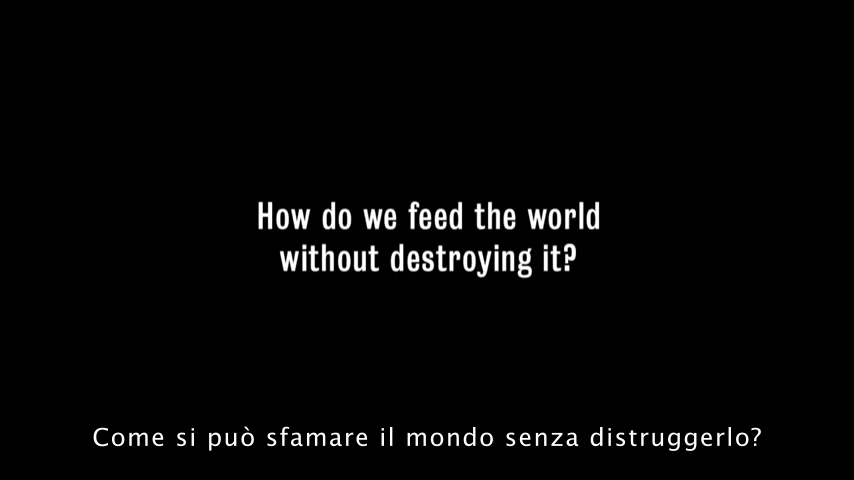 How do we feed the world
without destroying it?
Come si può sfamare il mondo senza distruggerlo?